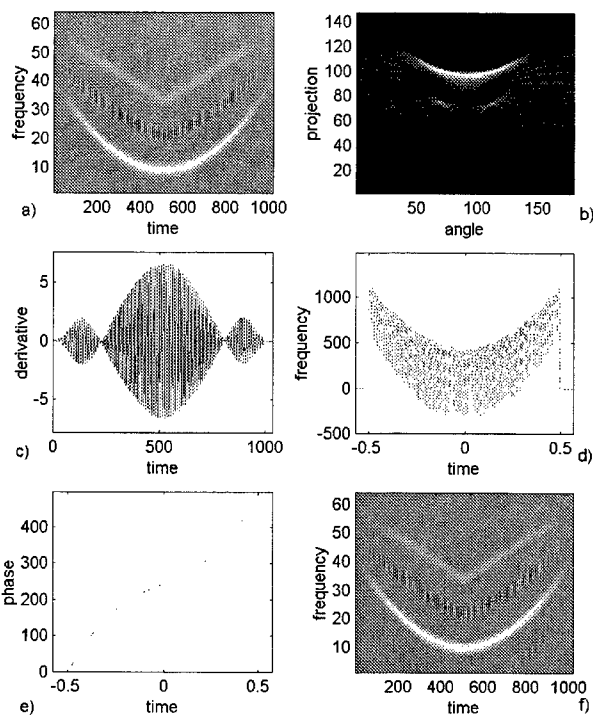 60
50
40
30
20
10
frequency
200 400 600 800 1000
time
a)
140
120
100
80
60
40
20
projection
50 100 150
angle
b)
5
0
-5
derivative
0 500 1000
time
c)
1000
500
0
-500
frequency
-0.5 0 0.5
time
d)
400
300
200
100
0
phase
-0.5 0 0.5
time
e)
60
50
40
30
20
10
frequency
200 400 600 800 1000
time
f)